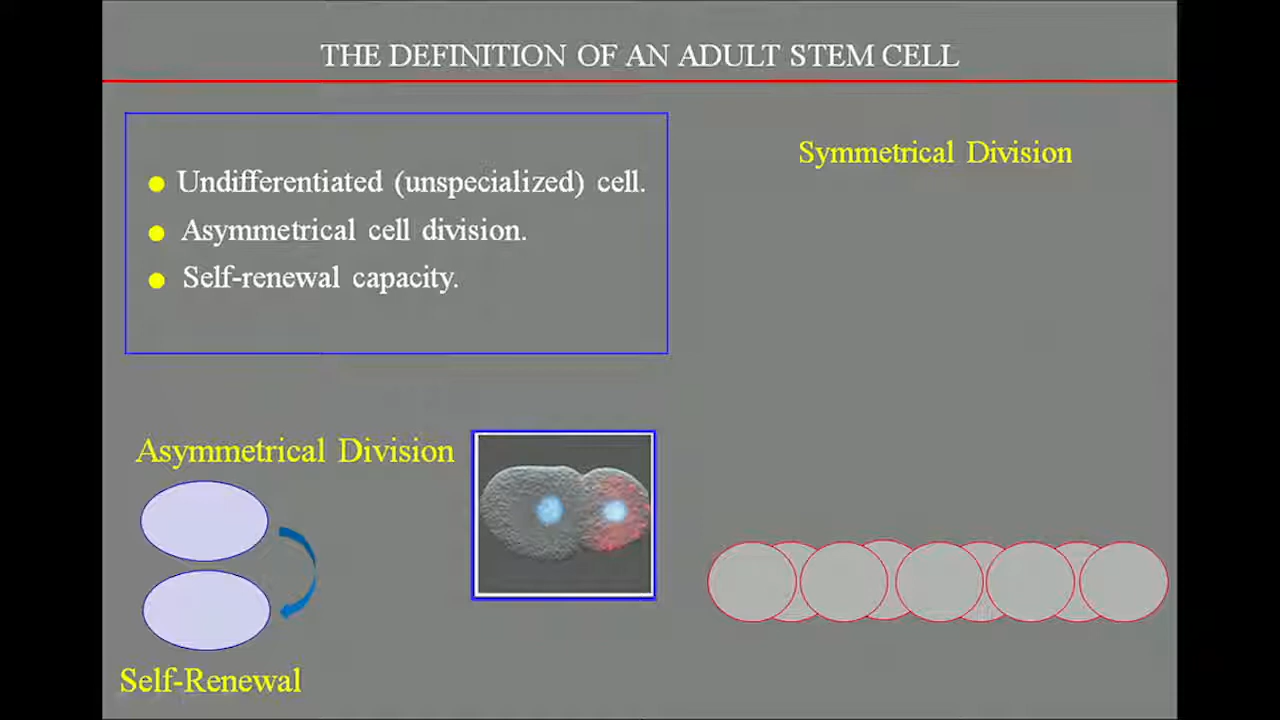 THE DEFINITION OF AN ADULT STEM CELL
Undifferentiated (unspecialized) cell.
Asymmetrical cell division.
Self-renewal capacity.
Symmetrical Division
Asymmetrical Division
Self-Renewal